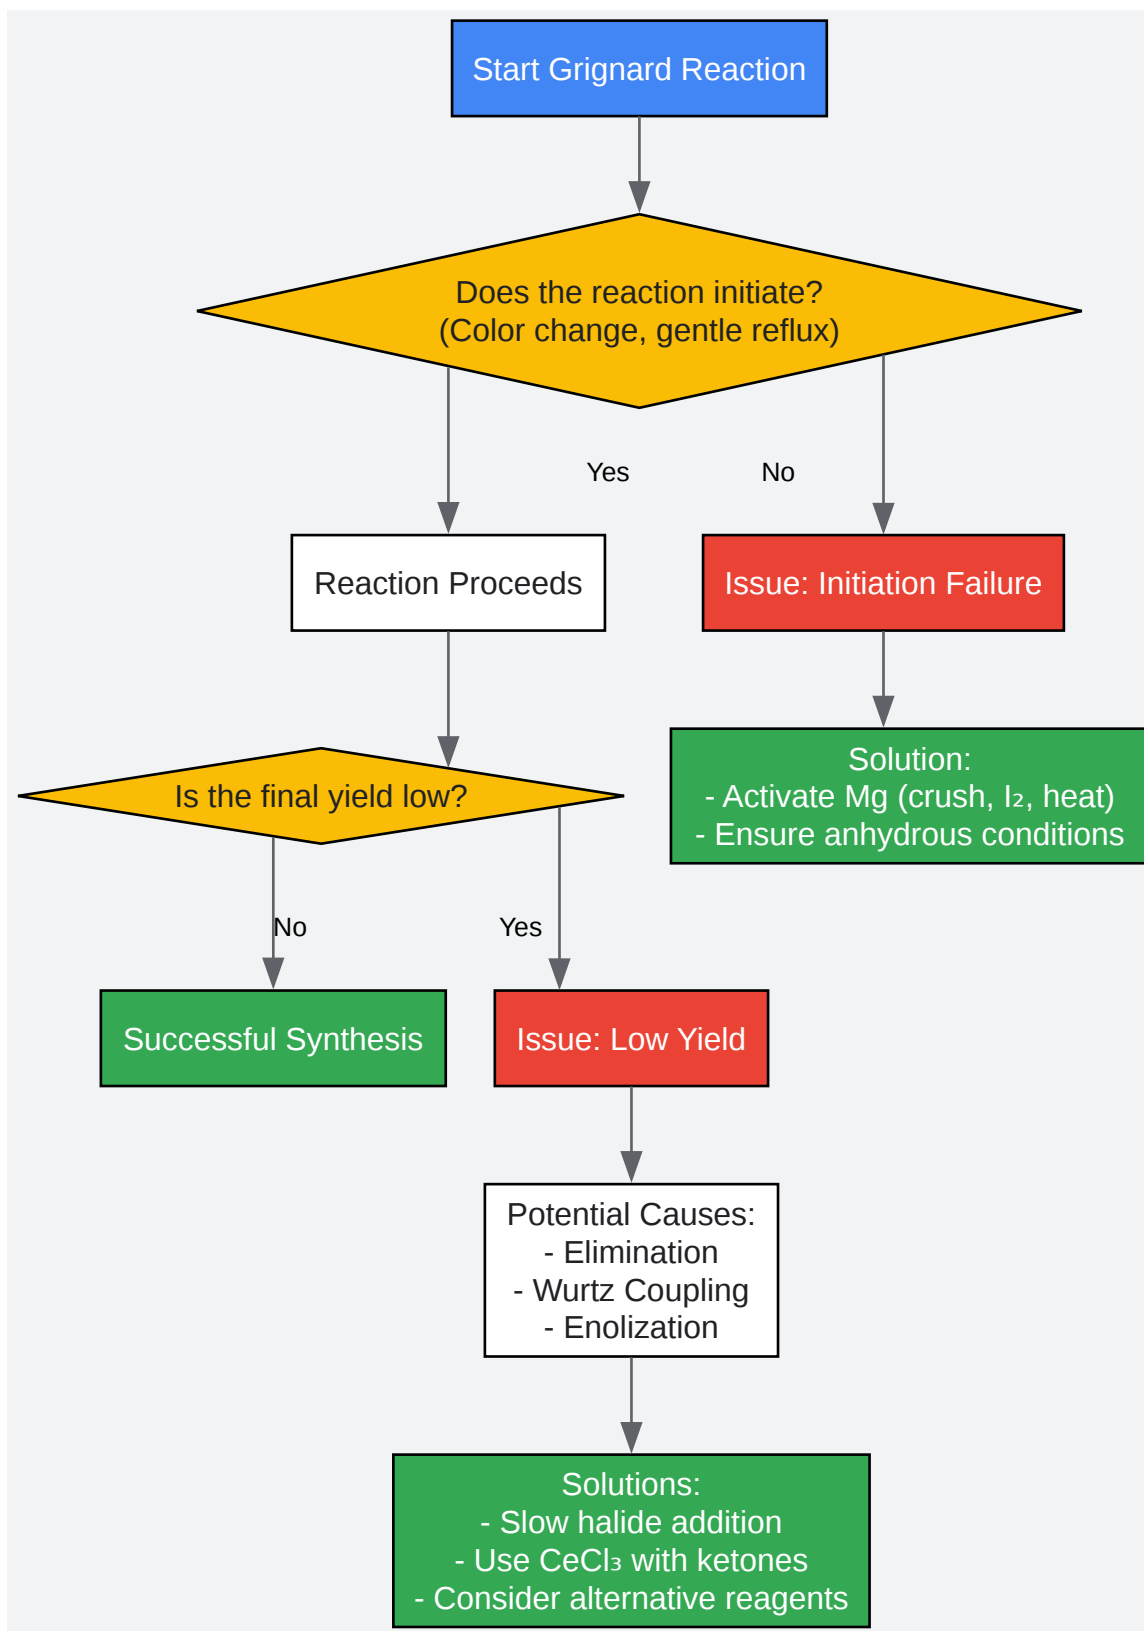 Start Grignard Reaction
Does the reaction initiate?
(Color change, gentle reflux)
Yes
No
Reaction Proceeds
Issue: Initiation Failure
Solution:
- Activate Mg (crush, I₂, heat)
- Ensure anhydrous conditions
Is the final yield low?
No
Yes
Successful Synthesis
Issue: Low Yield
Potential Causes:
- Elimination
- Wurtz Coupling
- Enolization
Solutions:
- Slow halide addition
- Use CeCl₃ with ketones
- Consider alternative reagents